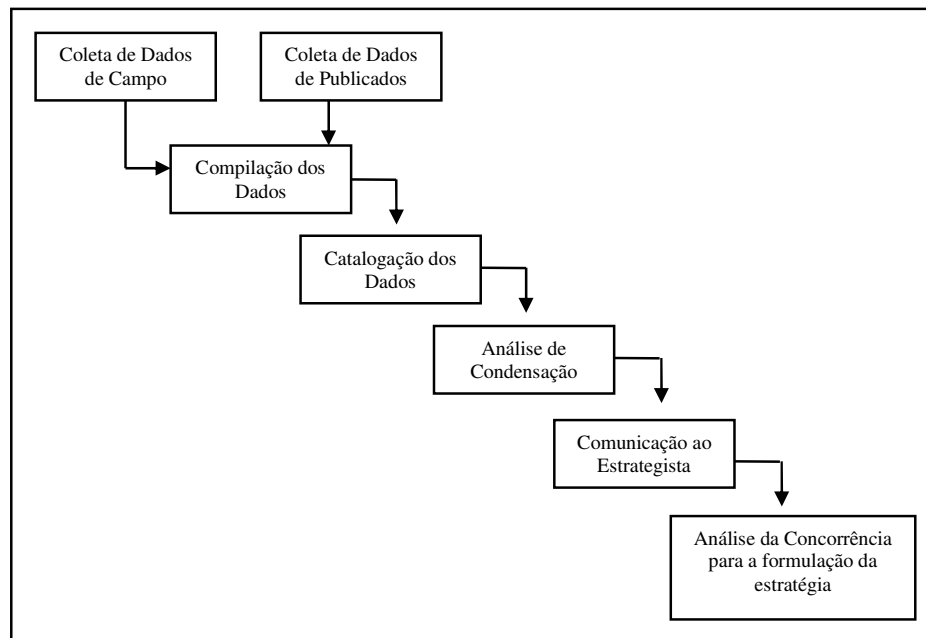 Coleta de Dados
de Campo
Coleta de Dados
de Publicados
Compilação dos
Dados
Catalogação dos
Dados
Análise de
Condensação
Comunicação ao
Estrategista
Análise da Concorrência
para a formulação da
estratégia